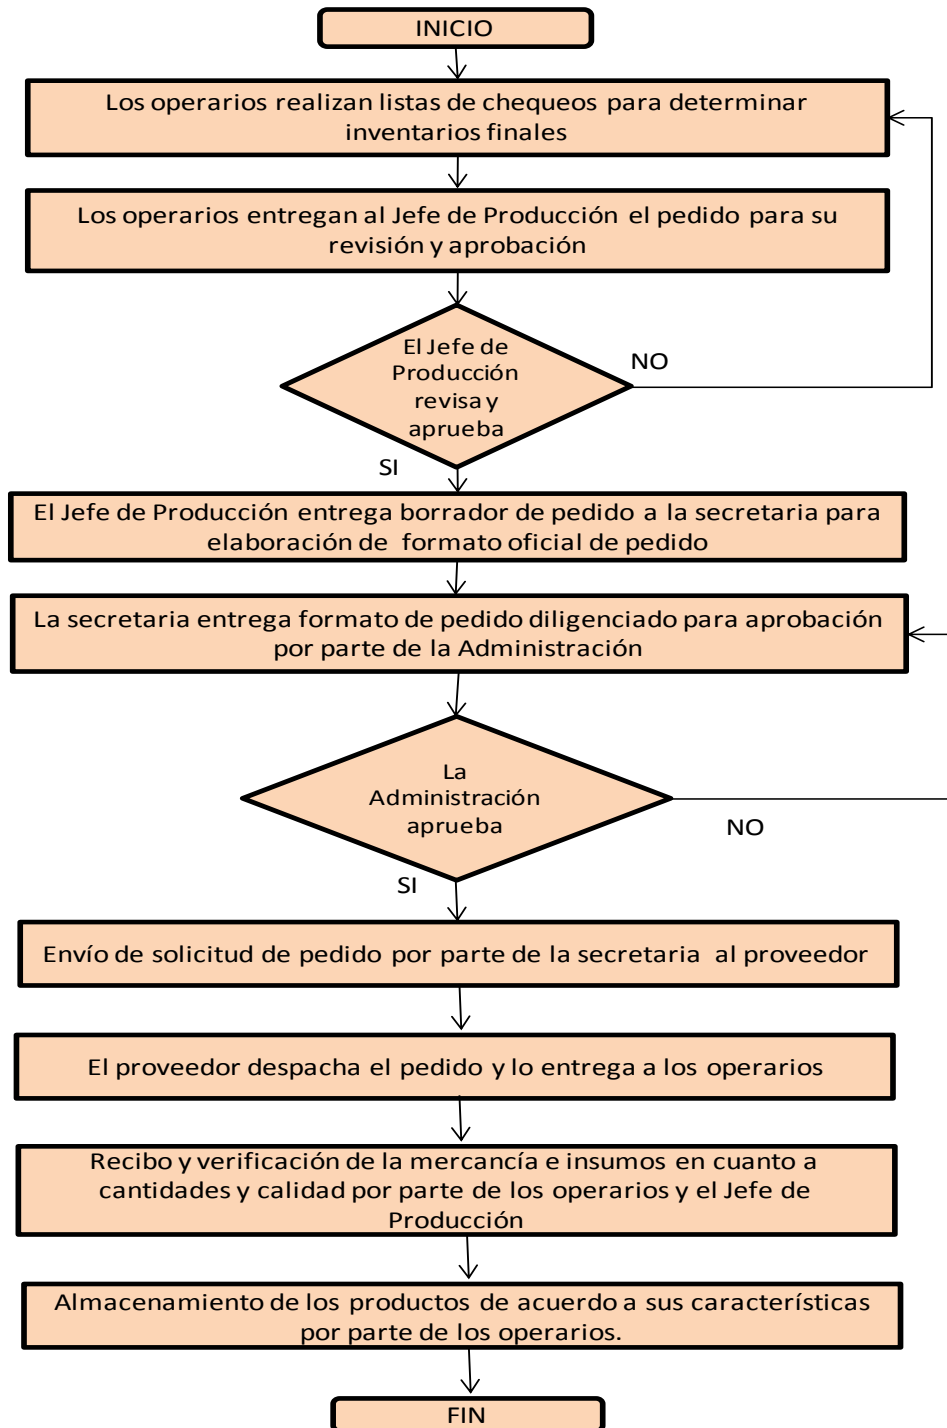 INICIO
Los operarios realizan listas de chequeos para determinar
inventarios finales
Los operarios entregan al Jefe de Producción el pedido para su
revisión y aprobación
El Jefe de
Producción
revisa y
aprueba
NO
SI
El Jefe de Producción entrega borrador de pedido a la secretaria para
elaboración de formato oficial de pedido
La secretaria entrega formato de pedido diligenciado para aprobación
por parte de la Administración
La
Administración
aprueba
NO
SI
Envío de solicitud de pedido por parte de la secretaria al proveedor
El proveedor despacha el pedido y lo entrega a los operarios
Recibo y verificación de la mercancía e insumos en cuanto a
cantidades y calidad por parte de los operarios y el Jefe de
Producción
Almacenamiento de los productos de acuerdo a sus características
por parte de los operarios.
FIN